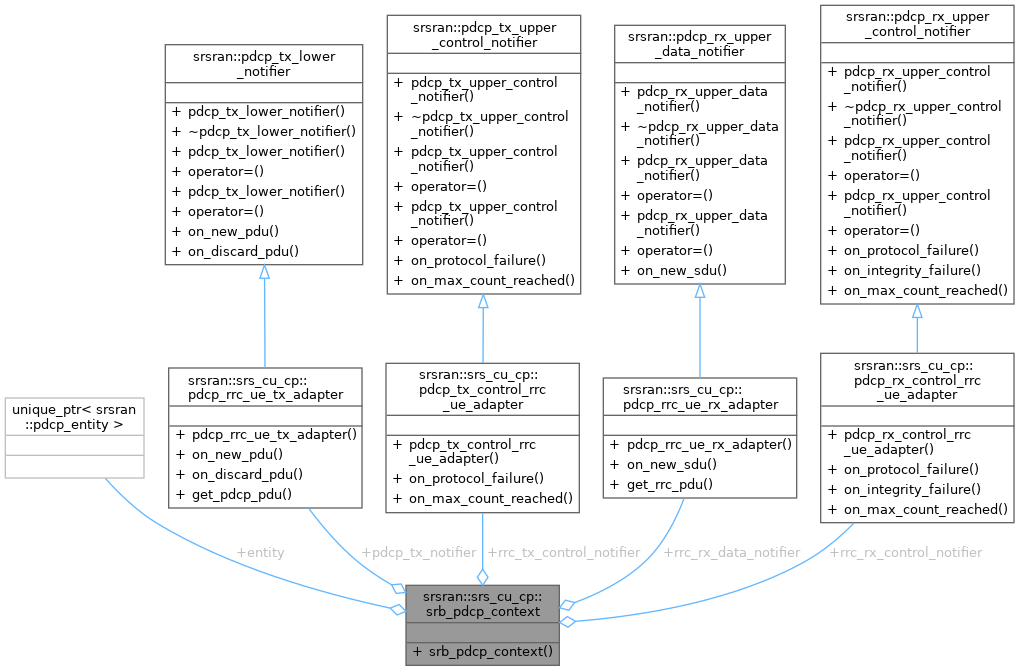 srsran::pdcp_tx_lower
_notifier
+ pdcp_tx_lower_notifier()
+ ~pdcp_tx_lower_notifier()
+ pdcp_tx_lower_notifier()
+ operator=()
+ pdcp_tx_lower_notifier()
+ operator=()
+ on_new_pdu()
+ on_discard_pdu()
srsran::pdcp_tx_upper
_control_notifier
+ pdcp_tx_upper_control
_notifier()
+ ~pdcp_tx_upper_control
_notifier()
+ pdcp_tx_upper_control
_notifier()
+ operator=()
+ pdcp_tx_upper_control
_notifier()
+ operator=()
+ on_protocol_failure()
+ on_max_count_reached()
srsran::pdcp_rx_upper
_data_notifier
+ pdcp_rx_upper_data
_notifier()
+ ~pdcp_rx_upper_data
_notifier()
+ pdcp_rx_upper_data
_notifier()
+ operator=()
+ pdcp_rx_upper_data
_notifier()
+ operator=()
+ on_new_sdu()
srsran::pdcp_rx_upper
_control_notifier
+ pdcp_rx_upper_control
_notifier()
+ ~pdcp_rx_upper_control
_notifier()
+ pdcp_rx_upper_control
_notifier()
+ operator=()
+ pdcp_rx_upper_control
_notifier()
+ operator=()
+ on_protocol_failure()
+ on_integrity_failure()
+ on_max_count_reached()
unique_ptr< srsran
::pdcp_entity >
srsran::srs_cu_cp::
pdcp_rrc_ue_tx_adapter
+ pdcp_rrc_ue_tx_adapter()
+ on_new_pdu()
+ on_discard_pdu()
+ get_pdcp_pdu()
srsran::srs_cu_cp::
pdcp_tx_control_rrc
_ue_adapter
+ pdcp_tx_control_rrc
_ue_adapter()
+ on_protocol_failure()
+ on_max_count_reached()
srsran::srs_cu_cp::
pdcp_rrc_ue_rx_adapter
+ pdcp_rrc_ue_rx_adapter()
+ on_new_sdu()
+ get_rrc_pdu()
srsran::srs_cu_cp::
pdcp_rx_control_rrc
_ue_adapter
+ pdcp_rx_control_rrc
_ue_adapter()
+ on_protocol_failure()
+ on_integrity_failure()
+ on_max_count_reached()
+entity
+pdcp_tx_notifier
+rrc_tx_control_notifier
+rrc_rx_data_notifier
+rrc_rx_control_notifier
srsran::srs_cu_cp::
srb_pdcp_context
+ srb_pdcp_context()